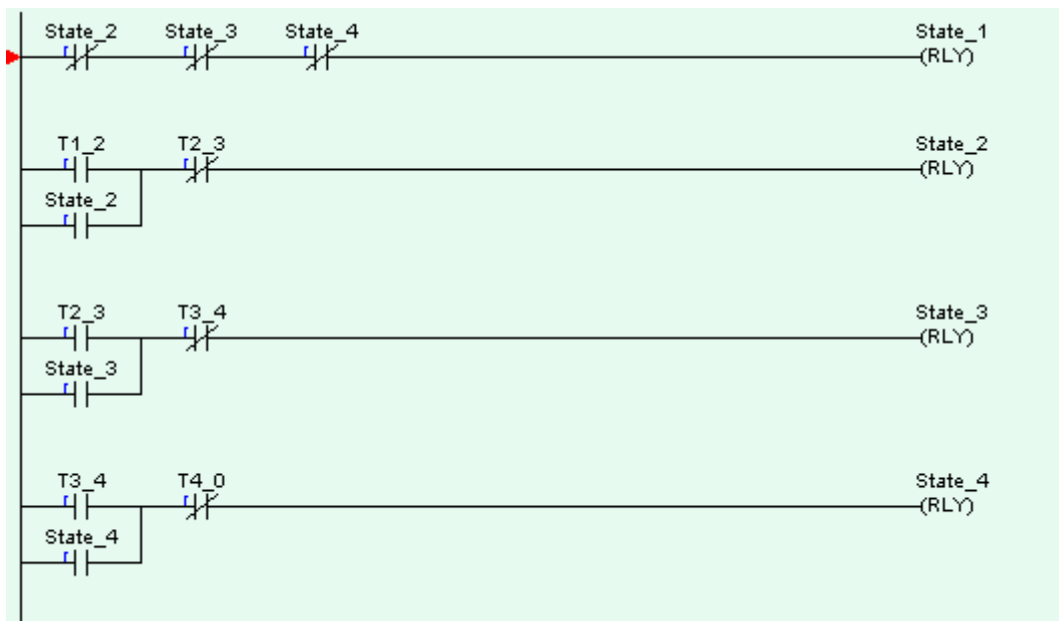 State_2 State_3 State_4 State_1
(RLY)
T1_2 T2_3 State_2
(RLY)
State_2
T2_3 T3_4 State_3
(RLY)
State_3
T3_4 T4_0 State_4
(RLY)
State_4